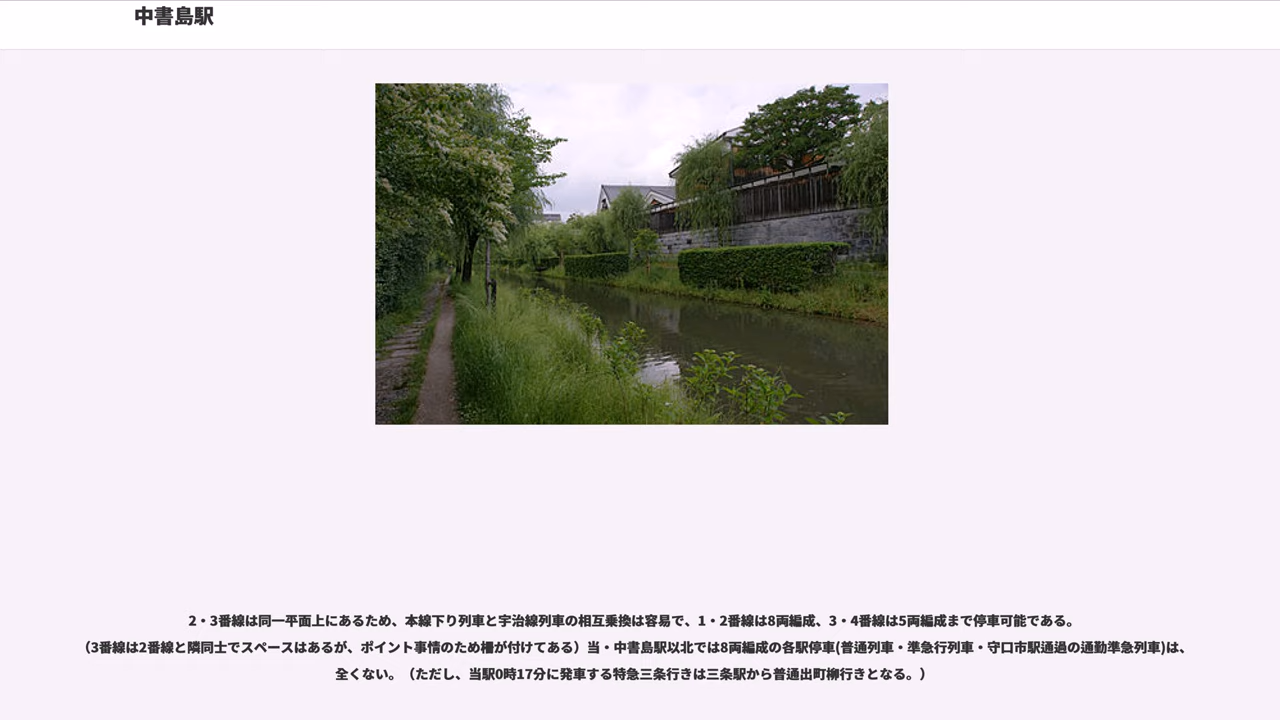 中書島駅
2・3番線は同一平面上にあるため、本線下り列車と宇治線列車の相互乗換は容易で、1・2番線は8両編成、3・4番線は5両編成まで停車可能である。
（3番線は2番線と隣同士でスペースはあるが、ポイント事情のため柵が付けてある）当・中書島駅以北では8両編成の各駅停車(普通列車・準急行列車・守口市駅通過の通勤準急列車)は、
全くない。（ただし、当駅0時17分に発車する特急三条行きは三条駅から普通出町柳行きとなる。）